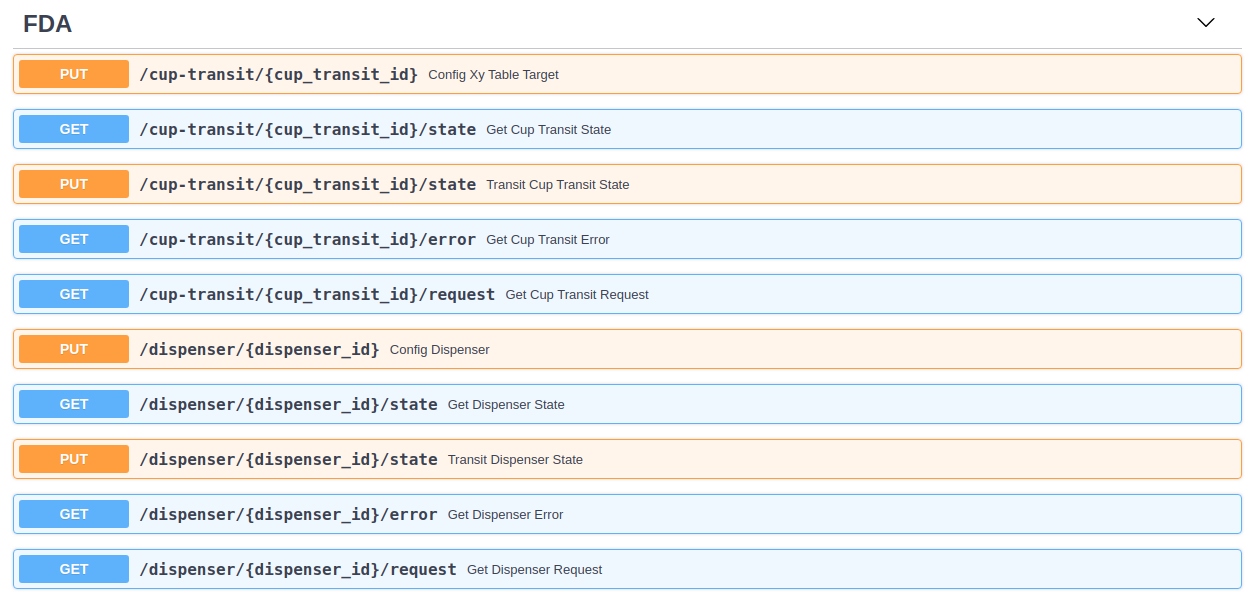 FDA
PUT /cup-transit/{cup_transit_id} Config Xy Table Target
GET /cup-transit/{cup_transit_id}/state Get Cup Transit State
PUT /cup-transit/{cup_transit_id}/state Transit Cup Transit State
GET /cup-transit/{cup_transit_id}/error Get Cup Transit Error
GET /cup-transit/{cup_transit_id}/request Get Cup Transit Request
PUT /dispenser/{dispenser_id} Config Dispenser
GET /dispenser/{dispenser_id}/state Get Dispenser State
PUT /dispenser/{dispenser_id}/state Transit Dispenser State
GET /dispenser/{dispenser_id}/error Get Dispenser Error
GET /dispenser/{dispenser_id}/request Get Dispenser Request